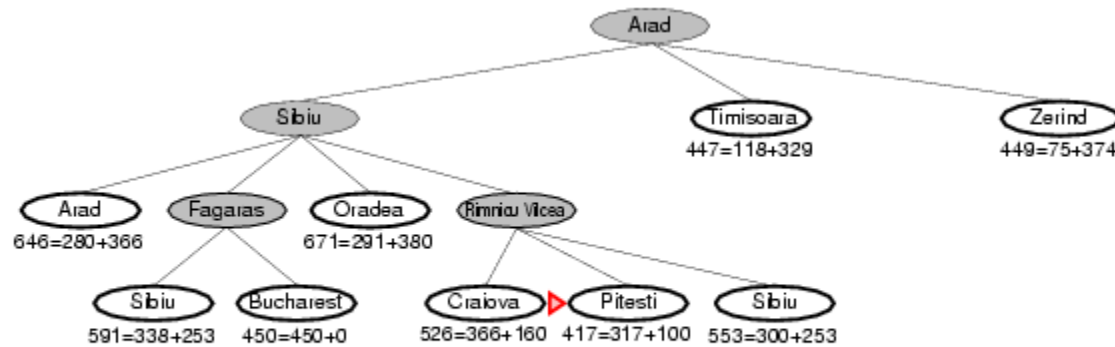 Arad
Sibiu
Timisoara
Zerind
447=118+329
449=75+374
Arad
Fagaras
Oradea
Rimnicu Vilcea
646=280+366
671=291+380
Sibiu
Bucharest
Craiova
Pitesti
Sibiu
591=338+253
450=450+0
526=366+160
417=317+100
553=300+253